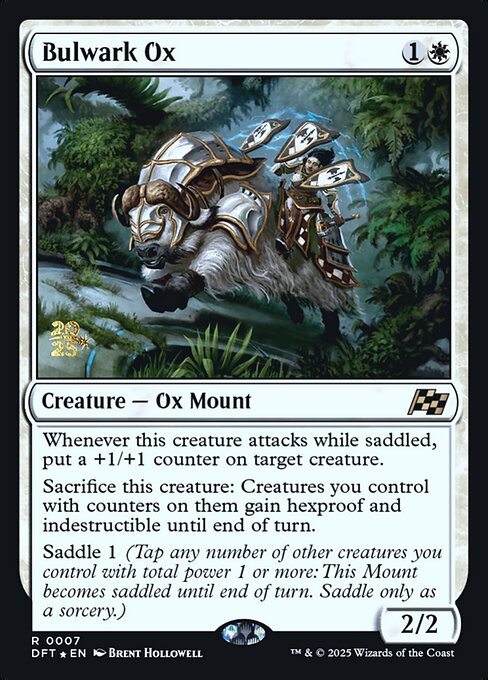 Bulwark Ox 1
2025
Creature — Ox Mount
Whenever this creature attacks while saddled,
put a +1/+1 counter on target creature.
Sacrifice this creature: Creatures you control
with counters on them gain hexproof and
indestructible until end of turn.
Saddle 1 (Tap any number of other creatures you
control with total power 1 or more: This Mount
becomes saddled until end of turn. Saddle only as
a sorcery.)
2/2
R 0007
DFT ★ EN Brent Hollowell
™ & © 2025 Wizards of the Coast